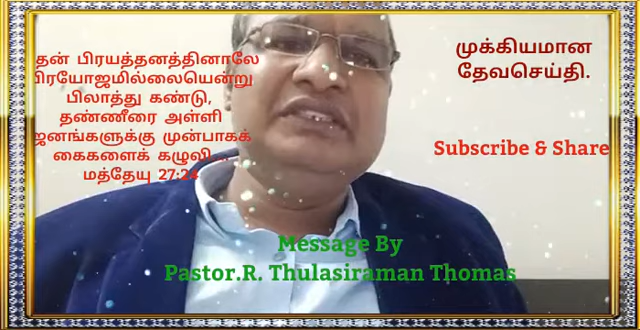 தன் பிரயத்தனத்தினாலே
பிரயோஜமில்லையென்று
பிலாத்து கண்டு,
தண்ணீரை அள்ளி
ஜனங்களுக்கு முன்பாகக்
கைகளைக் கழுவி...
மத்தேயு 27:24
முக்கியமான
தேவசெய்தி.
Subscribe & Share
Message By
Pastor.R. Thulasiraman Thomas